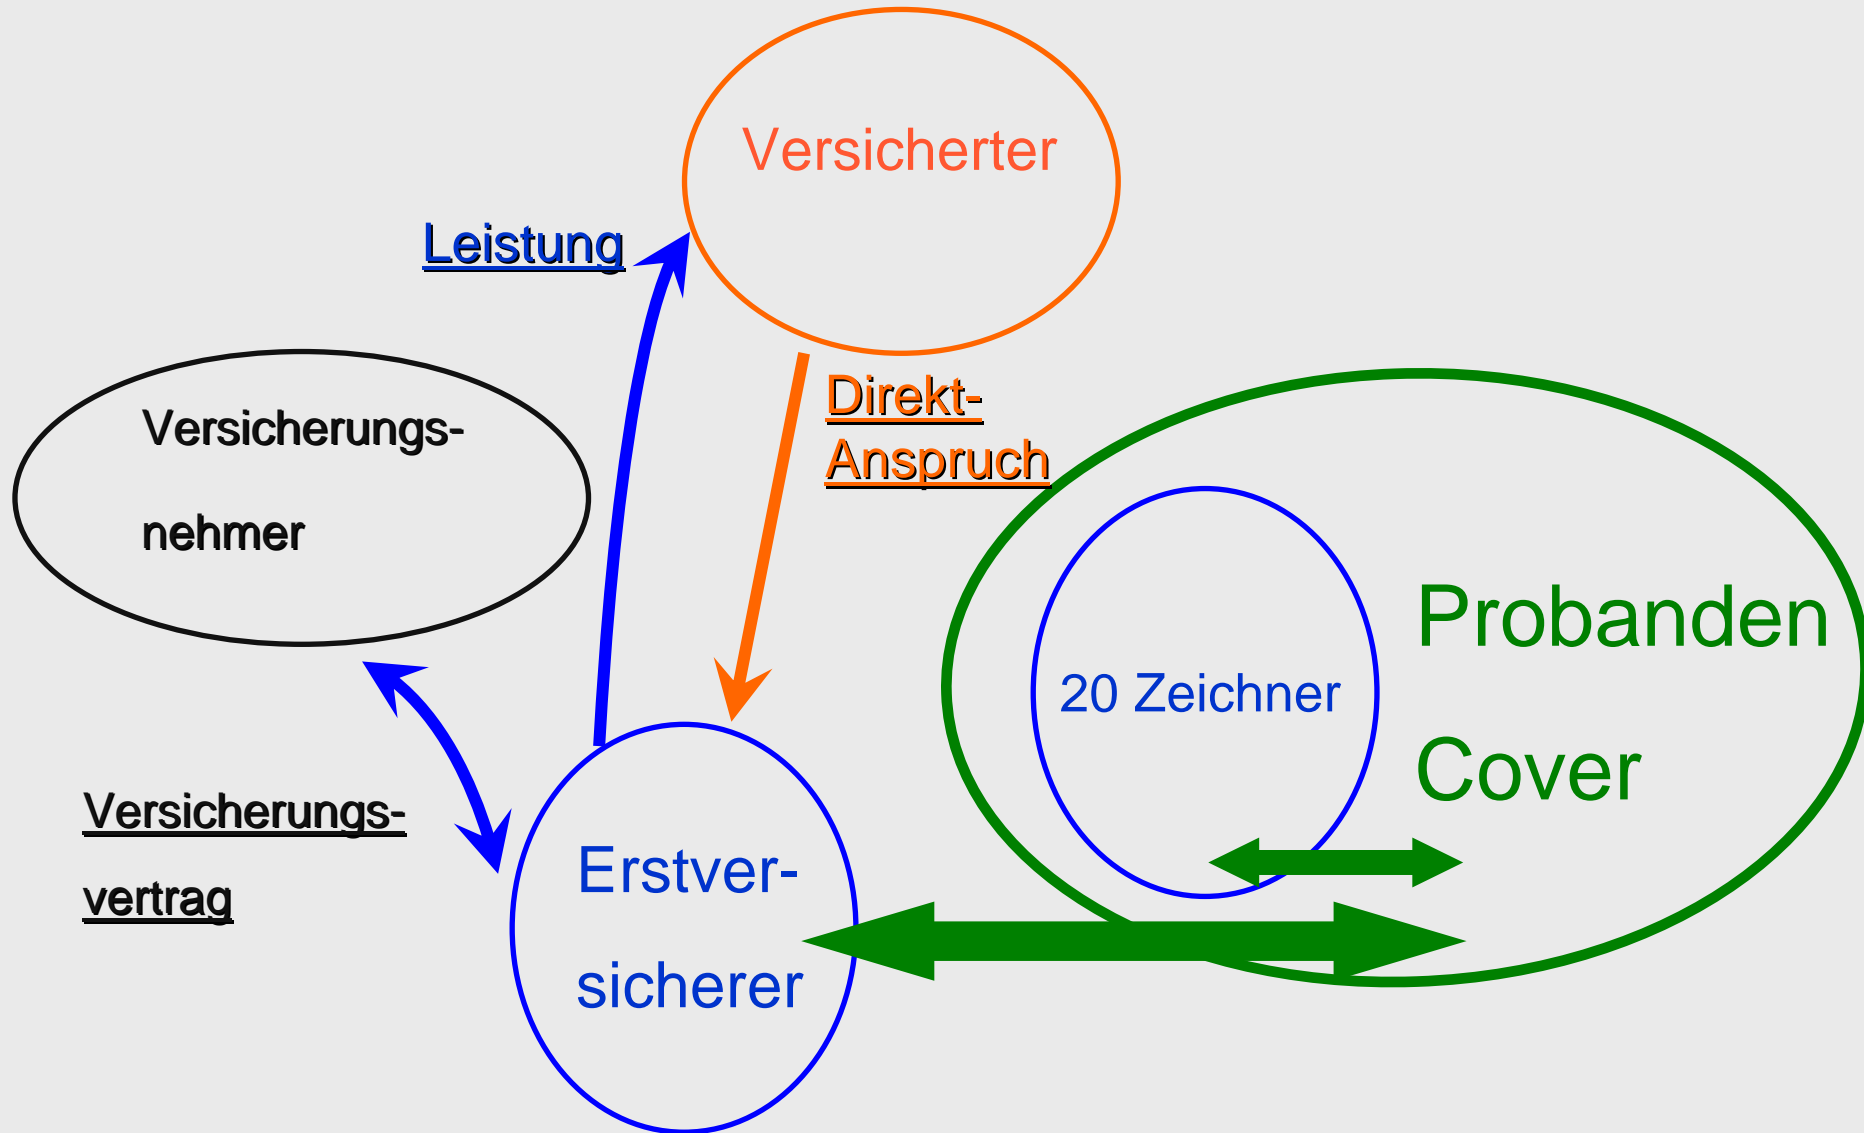 Versicherter
Leistung
Direkt-
Anspruch
Versicherungs-
nehmer
Probanden
Cover
20 Zeichner
Versicherungs-
vertrag
Erstver-
sicherer